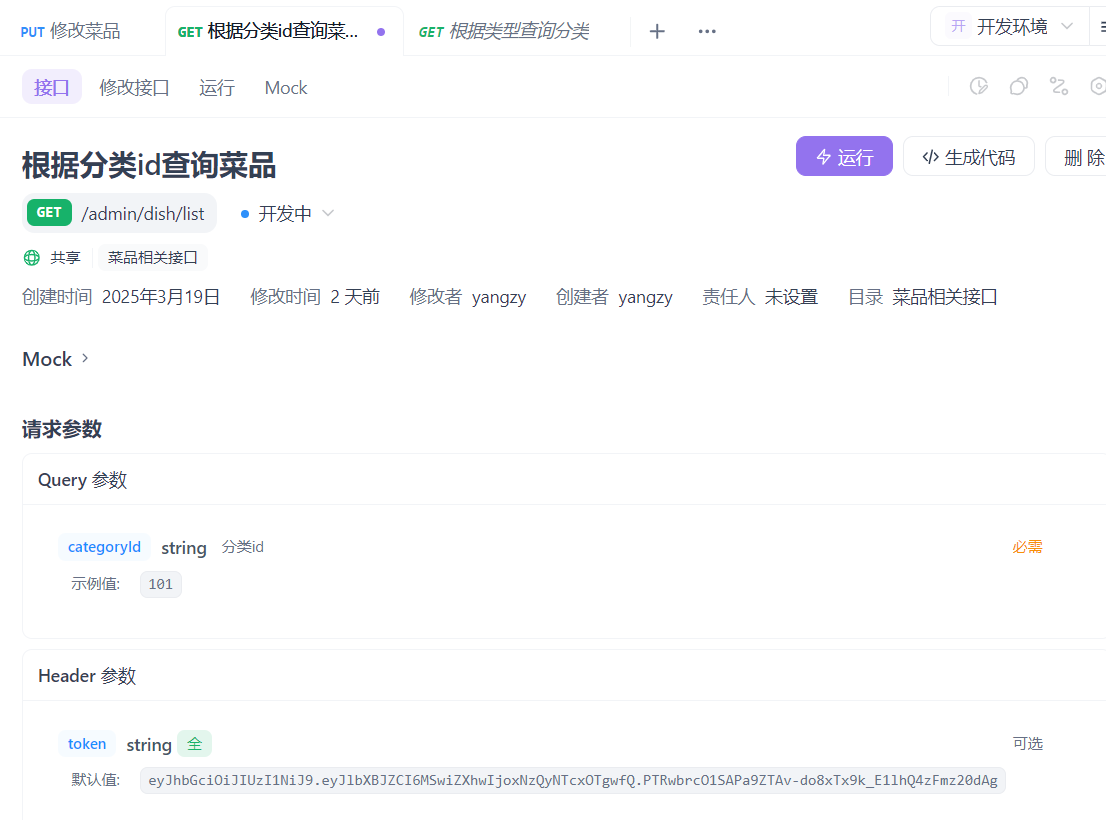 PUT 修改菜品 GET 根据分类id查询菜... GET 根据类型查询分类 开 开发环境
接口 修改接口 运行 Mock
根据分类id查询菜品 运行 生成代码 删 除
GET /admin/dish/list 开发中
共享 菜品相关接口
创建时间 2025年3月19日 修改时间 2 天前 修改者 yangzy 创建者 yangzy 责任人 未设置 目录 菜品相关接口
Mock
请求参数
Query 参数
categoryId string 分类id 必需
示例值: 101
Header 参数
token string 全 可选
默认值: eyJhbGciOiJIUzI1NiJ9.eyJlbXBJZCI6MSwiZXhwIjoxNzQyNTcxOTgwfQ.PTRwbrcO1SAPa9ZTAv-do8xTx9k_E1lhQ4zFmz20dAg